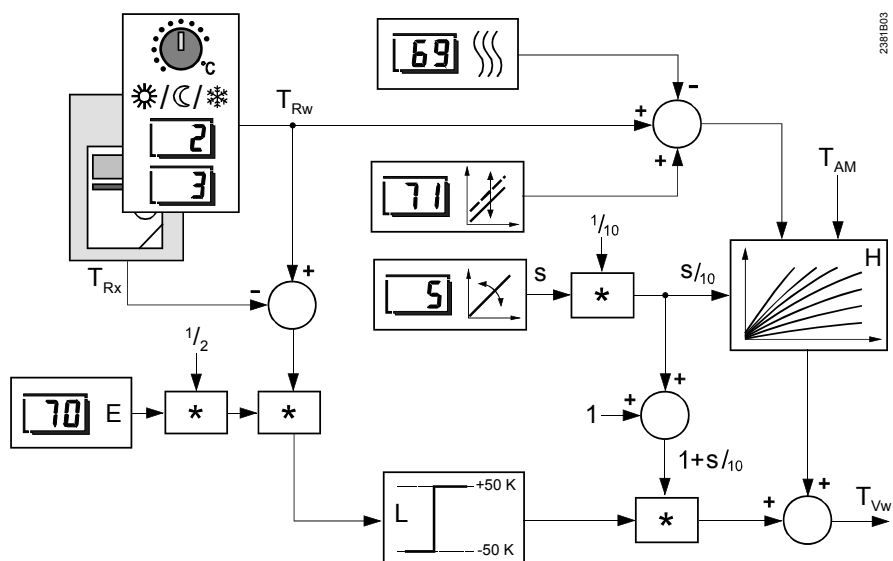 2381B03
°C
/ /
2
3
T_Rw
T_Rx
69
-
+
+
71
T_AM
1/10
5
s
*
s/10
H
-
+
1/2
70
E
*
*
+
1
+
1+s/10
L
+50 K
-50 K
*
+
+
T_Vw